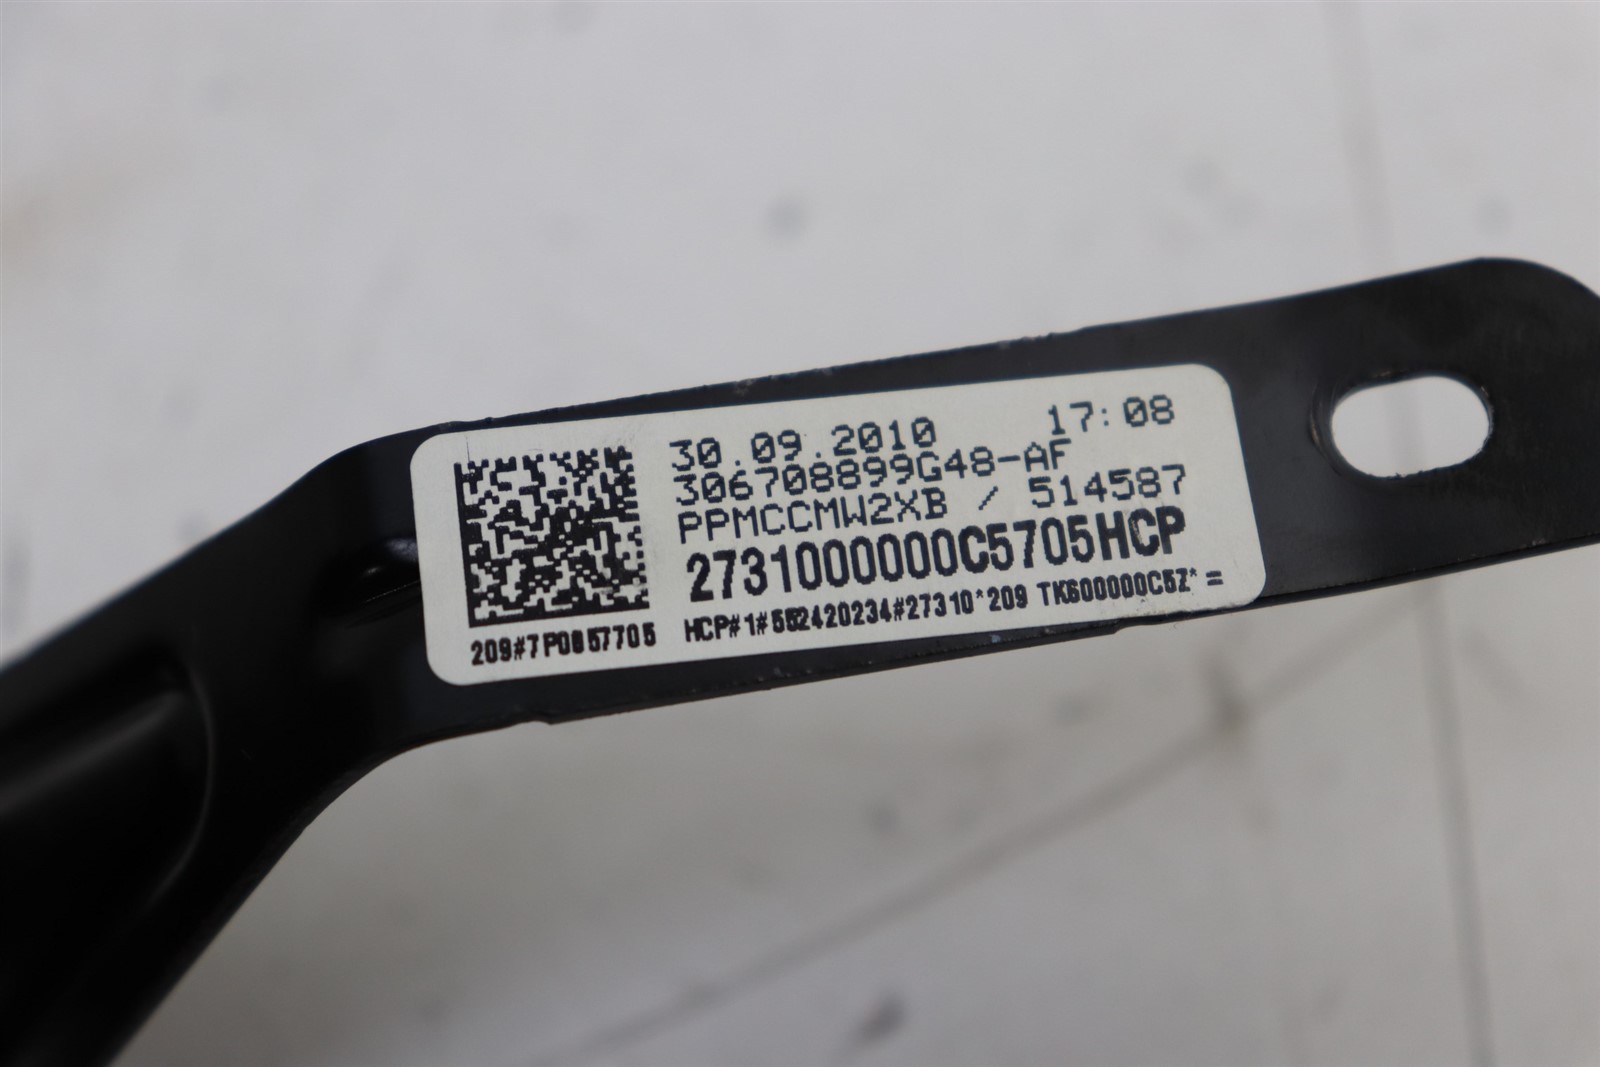 30.09.2010 17:08
306708899G48-AF
PPMCCMW2XB / 514587
2731000000C5705HCP
209#7P0857705 HCP#1#552420234#27310*209 TK600000C5Z*=